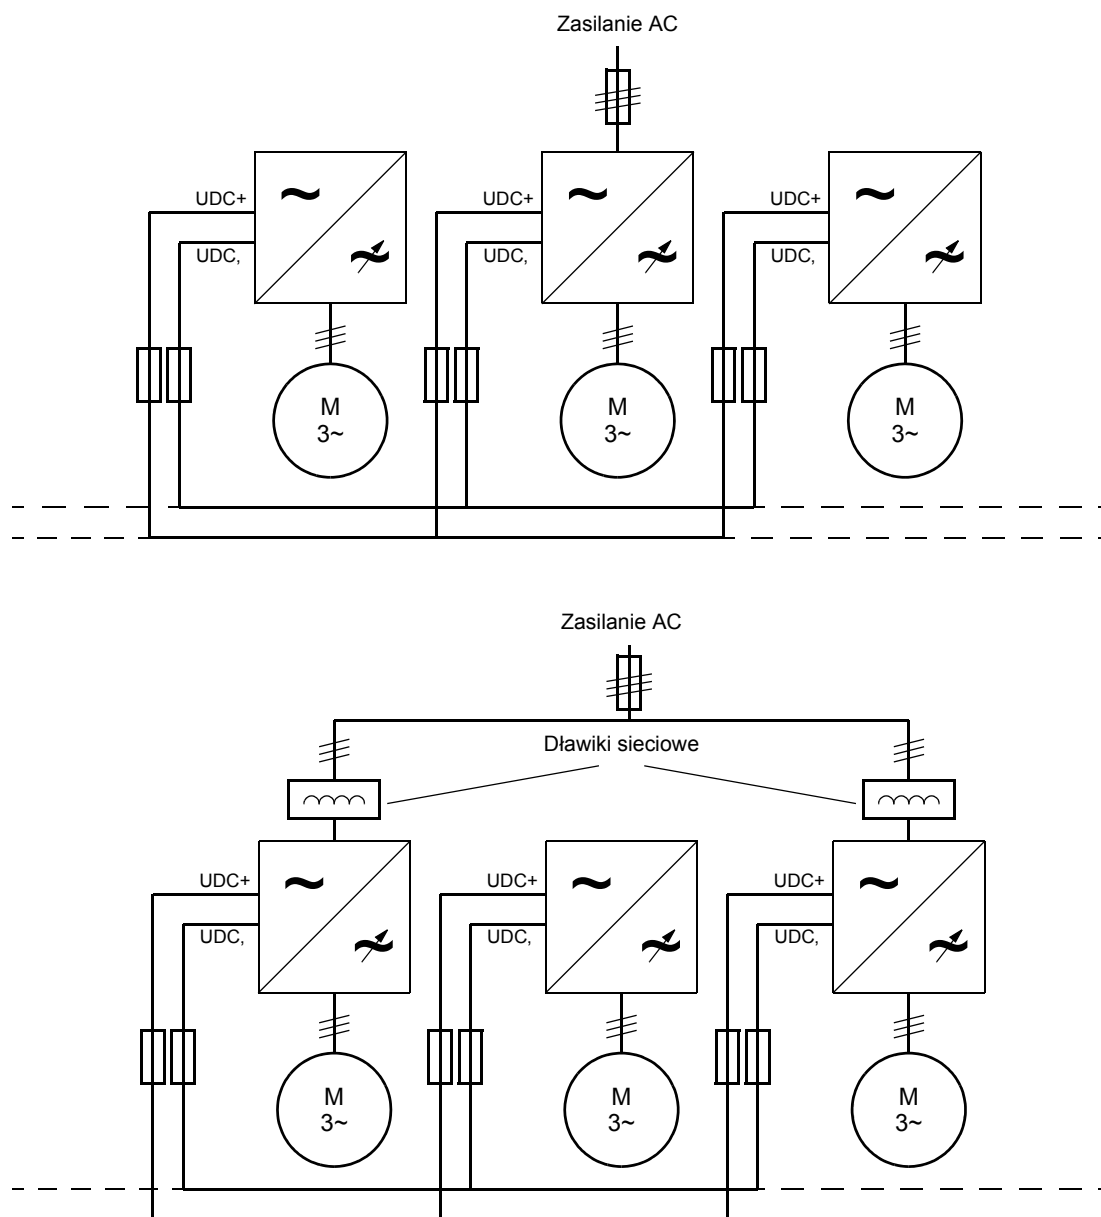 Zasilanie AC
UDC+
UDC+
UDC+
UDC,
UDC,
UDC,
M
3~
M
3~
M
3~
Zasilanie AC
Dławiki sieciowe
UDC+
UDC+
UDC+
UDC,
UDC,
UDC,
M
3~
M
3~
M
3~